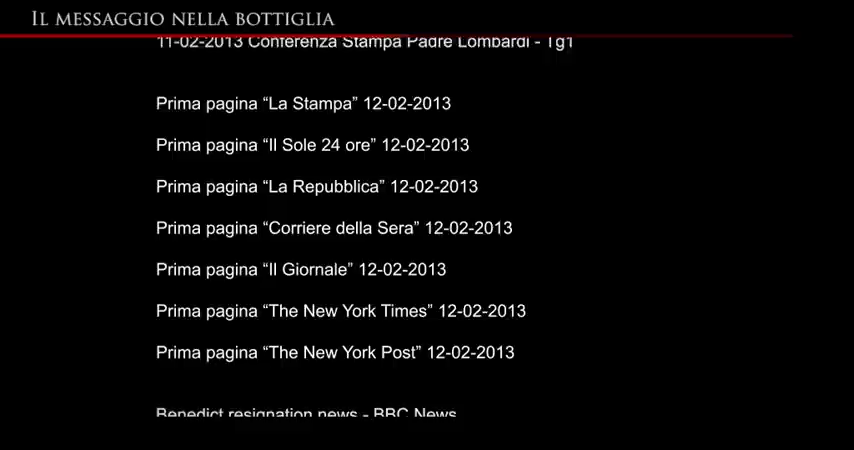 IL MESSAGGIO NELLA BOTTIGLIA
11-02-2013 Conferenza Stampa Padre Lombardi - Tg1
Prima pagina “La Stampa” 12-02-2013
Prima pagina “Il Sole 24 ore” 12-02-2013
Prima pagina “La Repubblica” 12-02-2013
Prima pagina “Corriere della Sera” 12-02-2013
Prima pagina “Il Giornale” 12-02-2013
Prima pagina “The New York Times” 12-02-2013
Prima pagina “The New York Post” 12-02-2013
Benedict resignation news - BBC News